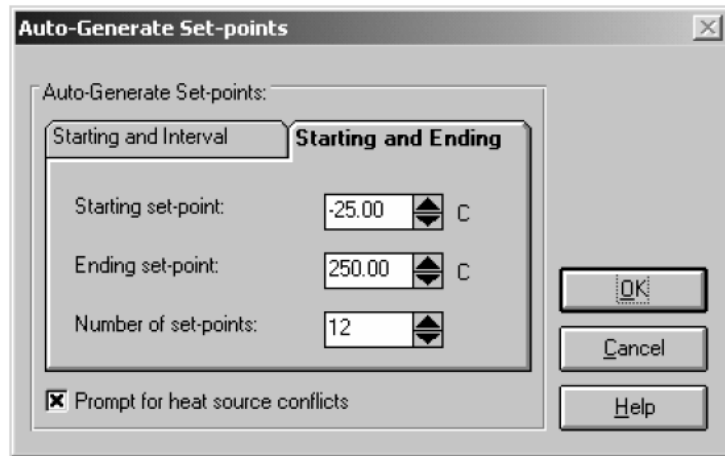 Auto-Generate Set-points
Auto-Generate Set-points:
Starting and Interval
Starting and Ending
Starting set-point: -25.00 C
Ending set-point: 250.00 C
Number of set-points: 12
Prompt for heat source conflicts
OK
Cancel
Help